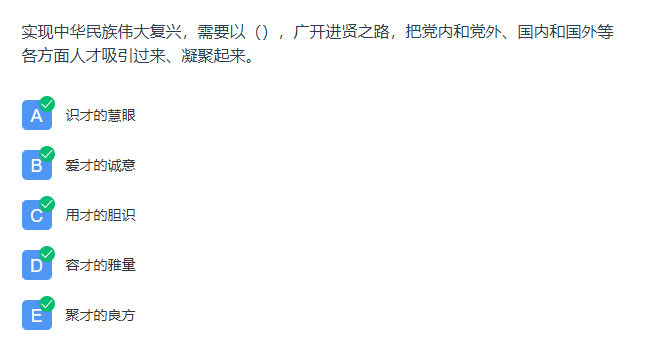 实现中华民族伟大复兴，需要以（），广开进贤之路，把党内和党外、国内和国外等
各方面人才吸引过来、凝聚起来。
A 识才的慧眼
B 爱才的诚意
C 用才的胆识
D 容才的雅量
E 聚才的良方